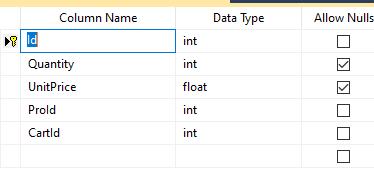 Column Name Data Type Allow Nulls
Id int
Quantity int
UnitPrice float
ProId int
CartId int